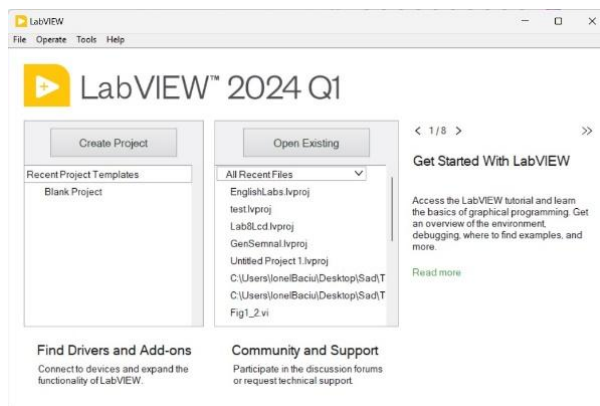 LabVIEW
File Operate Tools Help
LabVIEW™ 2024 Q1
Create Project
Recent Project Templates
Blank Project
Open Existing
All Recent Files
EnglishLabs.lvproj
test.lvproj
Lab8Lcd.lvproj
GenSemnal.lvproj
Untitled Project 1.lvproj
C:\Users\IonelBaciu\Desktop\Sad\T
C:\Users\IonelBaciu\Desktop\Sad\T
Fig1_2.vi
1/8
Get Started With LabVIEW
Access the LabVIEW tutorial and learn
the basics of graphical programming. Get
an overview of the environment,
debugging, where to find examples, and
more.
Read more
Find Drivers and Add-ons
Connect to devices and expand the
functionality of LabVIEW.
Community and Support
Participate in the discussion forums
or request technical support.